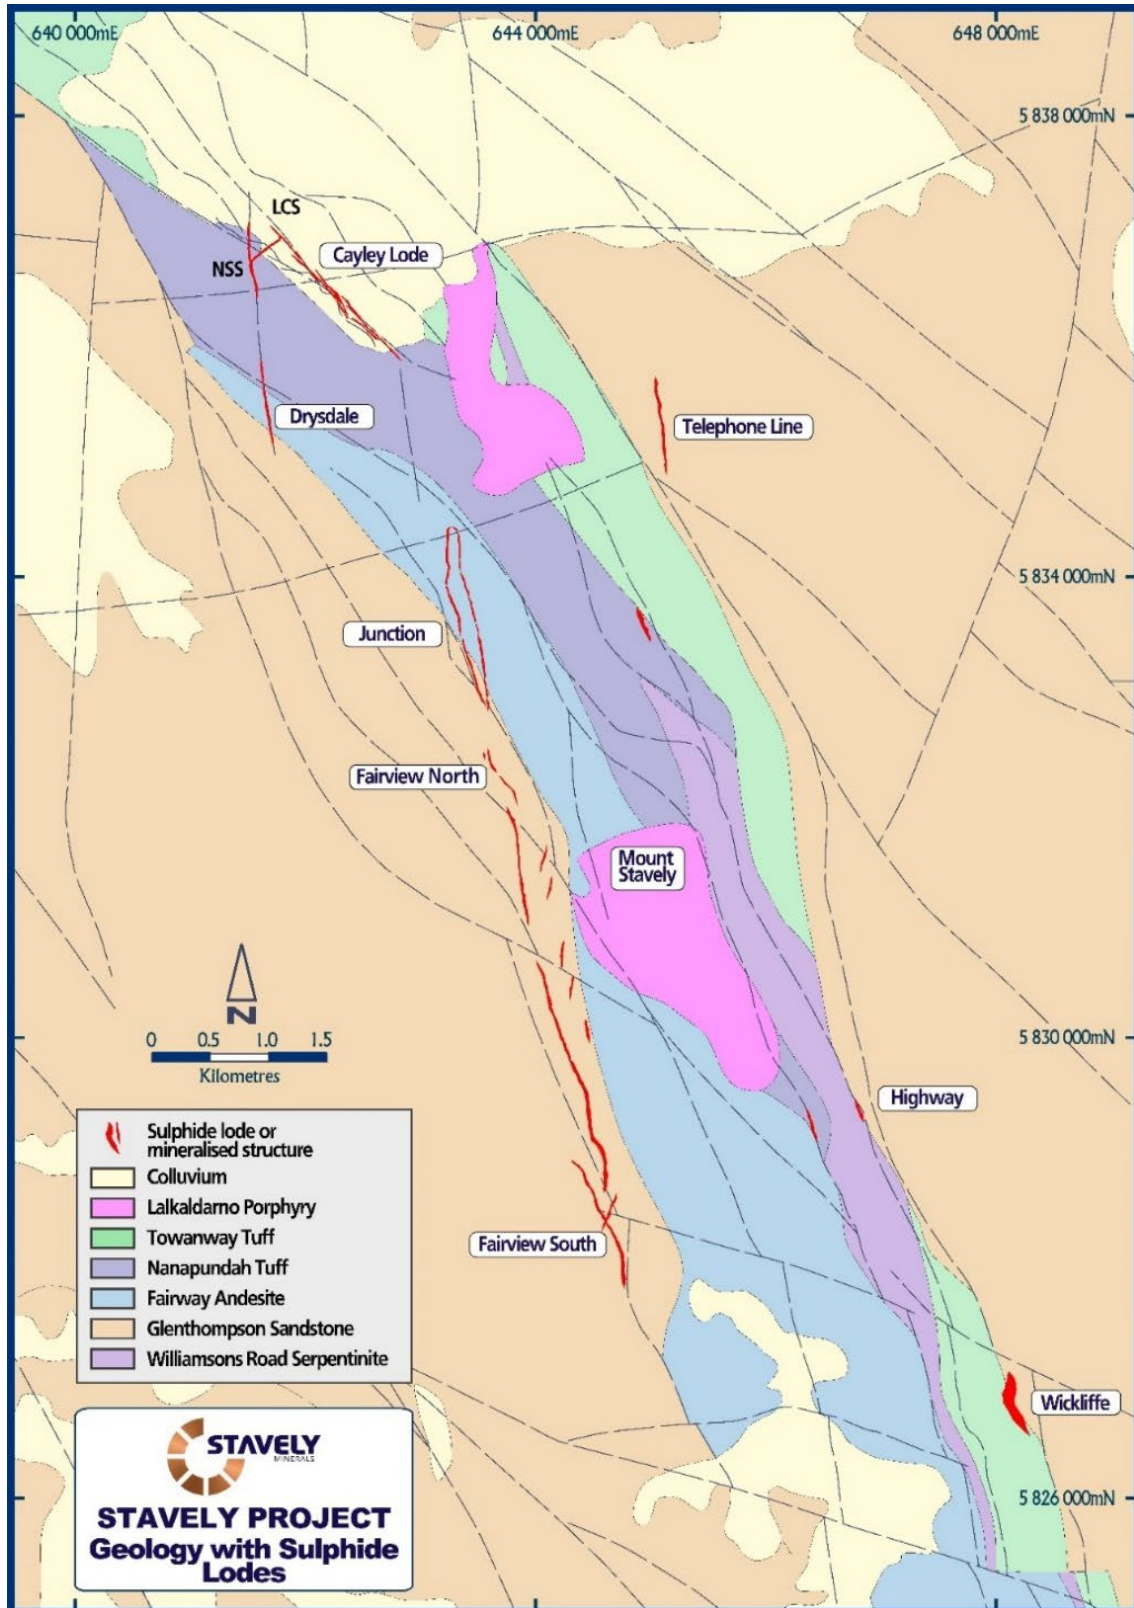 640 000mE
644 000mE
648 000mE
5 838 000mN
LCS
Cayley Lode
NSS
Drysdale
Telephone Line
5 834 000mN
Junction
Fairview North
Mount
Stavely
N
0 0.5 1.0 1.5
Kilometres
5 830 000mN
Highway
Sulphide lode or
mineralised structure
Colluvium
Lalkaldarno Porphyry
Towanway Tuff
Nanapundah Tuff
Fairway Andesite
Glenthompson Sandstone
Williamsons Road Serpentinite
Fairview South
Wickliffe
5 826 000mN
STAVELY
MINERALS
STAVELY PROJECT
Geology with Sulphide
Lodes